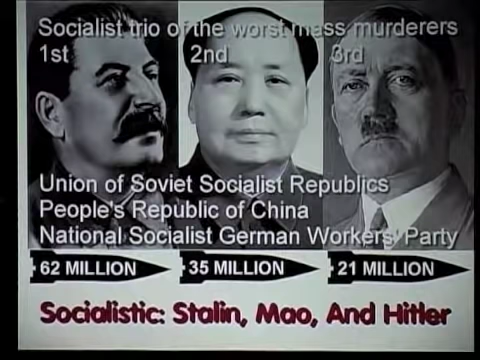 Socialist trio of the worst mass murderers
1st 2nd 3rd
Union of Soviet Socialist Republics
People's Republic of China
National Socialist German Workers' Party
62 MILLION 35 MILLION 21 MILLION
Socialistic: Stalin, Mao, And Hitler